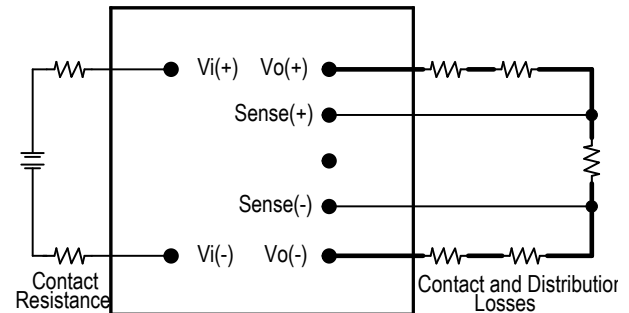 Vi(+) Vo(+)
Sense(+)
Sense(-)
Vi(-) Vo(-)
Contact
Resistance
Contact and Distribution
Losses